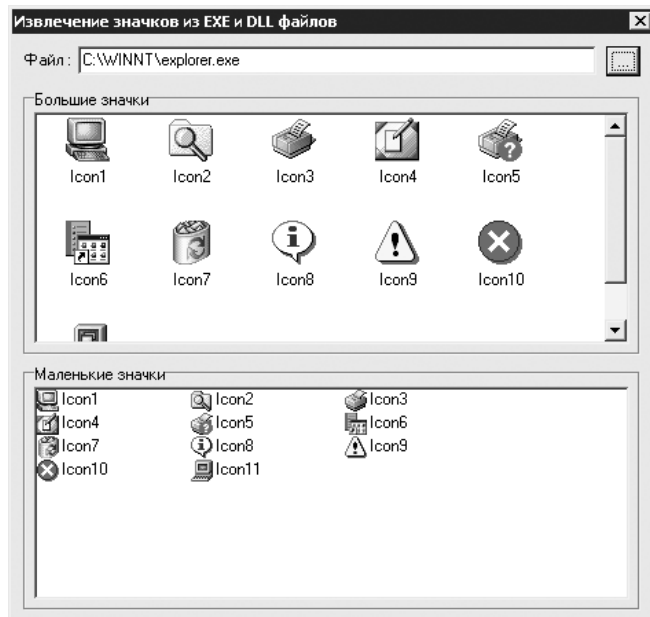 Извлечение значков из EXE и DLL файлов
Файл: C:\WINNT\explorer.exe ...
Большие значки
Icon1 Icon2 Icon3 Icon4 Icon5
Icon6 Icon7 Icon8 Icon9 Icon10
Маленькие значки
Icon1 Icon2 Icon3
Icon4 Icon5 Icon6
Icon7 Icon8 Icon9
Icon10 Icon11